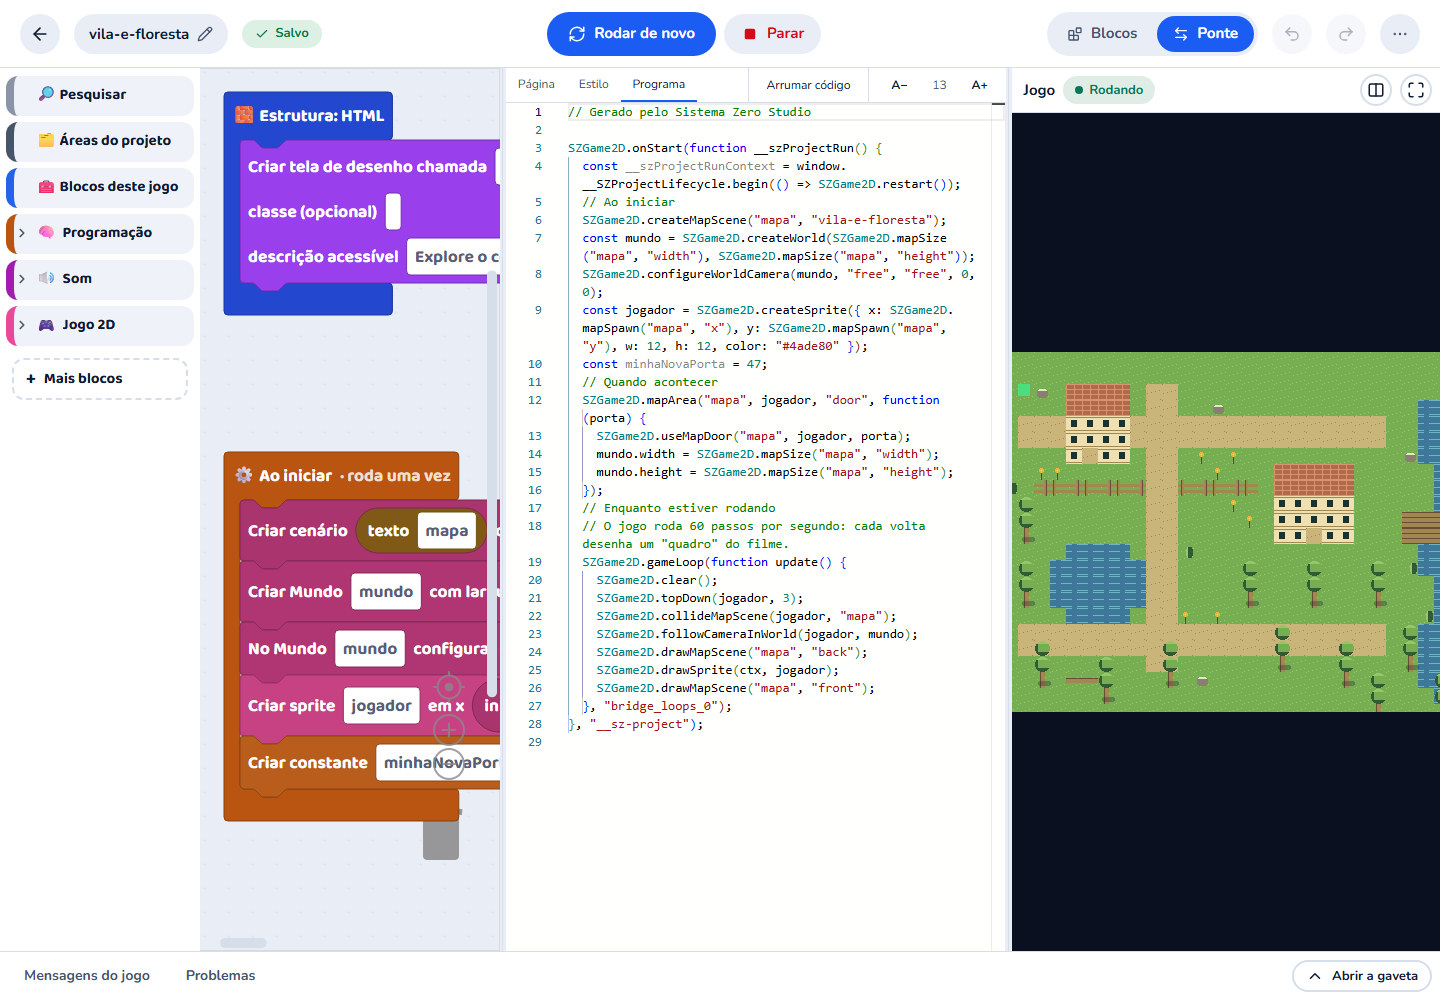 vila-e-floresta
Salvo
Rodar de novo
Parar
Blocos
Ponte
Pesquisar
Áreas do projeto
Blocos deste jogo
Programação
Som
Jogo 2D
+ Mais blocos
Estrutura: HTML
Criar tela de desenho chamada
classe (opcional)
descrição acessível Explore o c
Ao iniciar · roda uma vez
Criar cenário texto mapa
Criar Mundo mundo com lar
No Mundo mundo configura
Criar sprite jogador em x in
Criar constante minhaNovaPor
Página Estilo Programa Arrumar código A− 13 A+
1 // Gerado pelo Sistema Zero Studio
2
3 SZGame2D.onStart(function __szProjectRun() {
4 const __szProjectRunContext = window.
__SZProjectLifecycle.begin(() => SZGame2D.restart());
5 // Ao iniciar
6 SZGame2D.createMapScene("mapa", "vila-e-floresta");
7 const mundo = SZGame2D.createWorld(SZGame2D.mapSize
("mapa", "width"), SZGame2D.mapSize("mapa", "height"));
8 SZGame2D.configureWorldCamera(mundo, "free", "free", 0,
0);
9 const jogador = SZGame2D.createSprite({ x: SZGame2D.
mapSpawn("mapa", "x"), y: SZGame2D.mapSpawn("mapa",
"y"), w: 12, h: 12, color: "#4ade80" });
10 const minhaNovaPorta = 47;
11 // Quando acontecer
12 SZGame2D.mapArea("mapa", jogador, "door", function
(porta) {
13 SZGame2D.useMapDoor("mapa", jogador, porta);
14 mundo.width = SZGame2D.mapSize("mapa", "width");
15 mundo.height = SZGame2D.mapSize("mapa", "height");
16 });
17 // Enquanto estiver rodando
18 // O jogo roda 60 passos por segundo: cada volta
desenha um "quadro" do filme.
19 SZGame2D.gameLoop(function update() {
20 SZGame2D.clear();
21 SZGame2D.topDown(jogador, 3);
22 SZGame2D.collideMapScene(jogador, "mapa");
23 SZGame2D.followCameraInWorld(jogador, mundo);
24 SZGame2D.drawMapScene("mapa", "back");
25 SZGame2D.drawSprite(ctx, jogador);
26 SZGame2D.drawMapScene("mapa", "front");
27 }, "bridge_loops_0");
28 }, "__sz-project");
29
Jogo
Rodando
Mensagens do jogo
Problemas
Abrir a gaveta